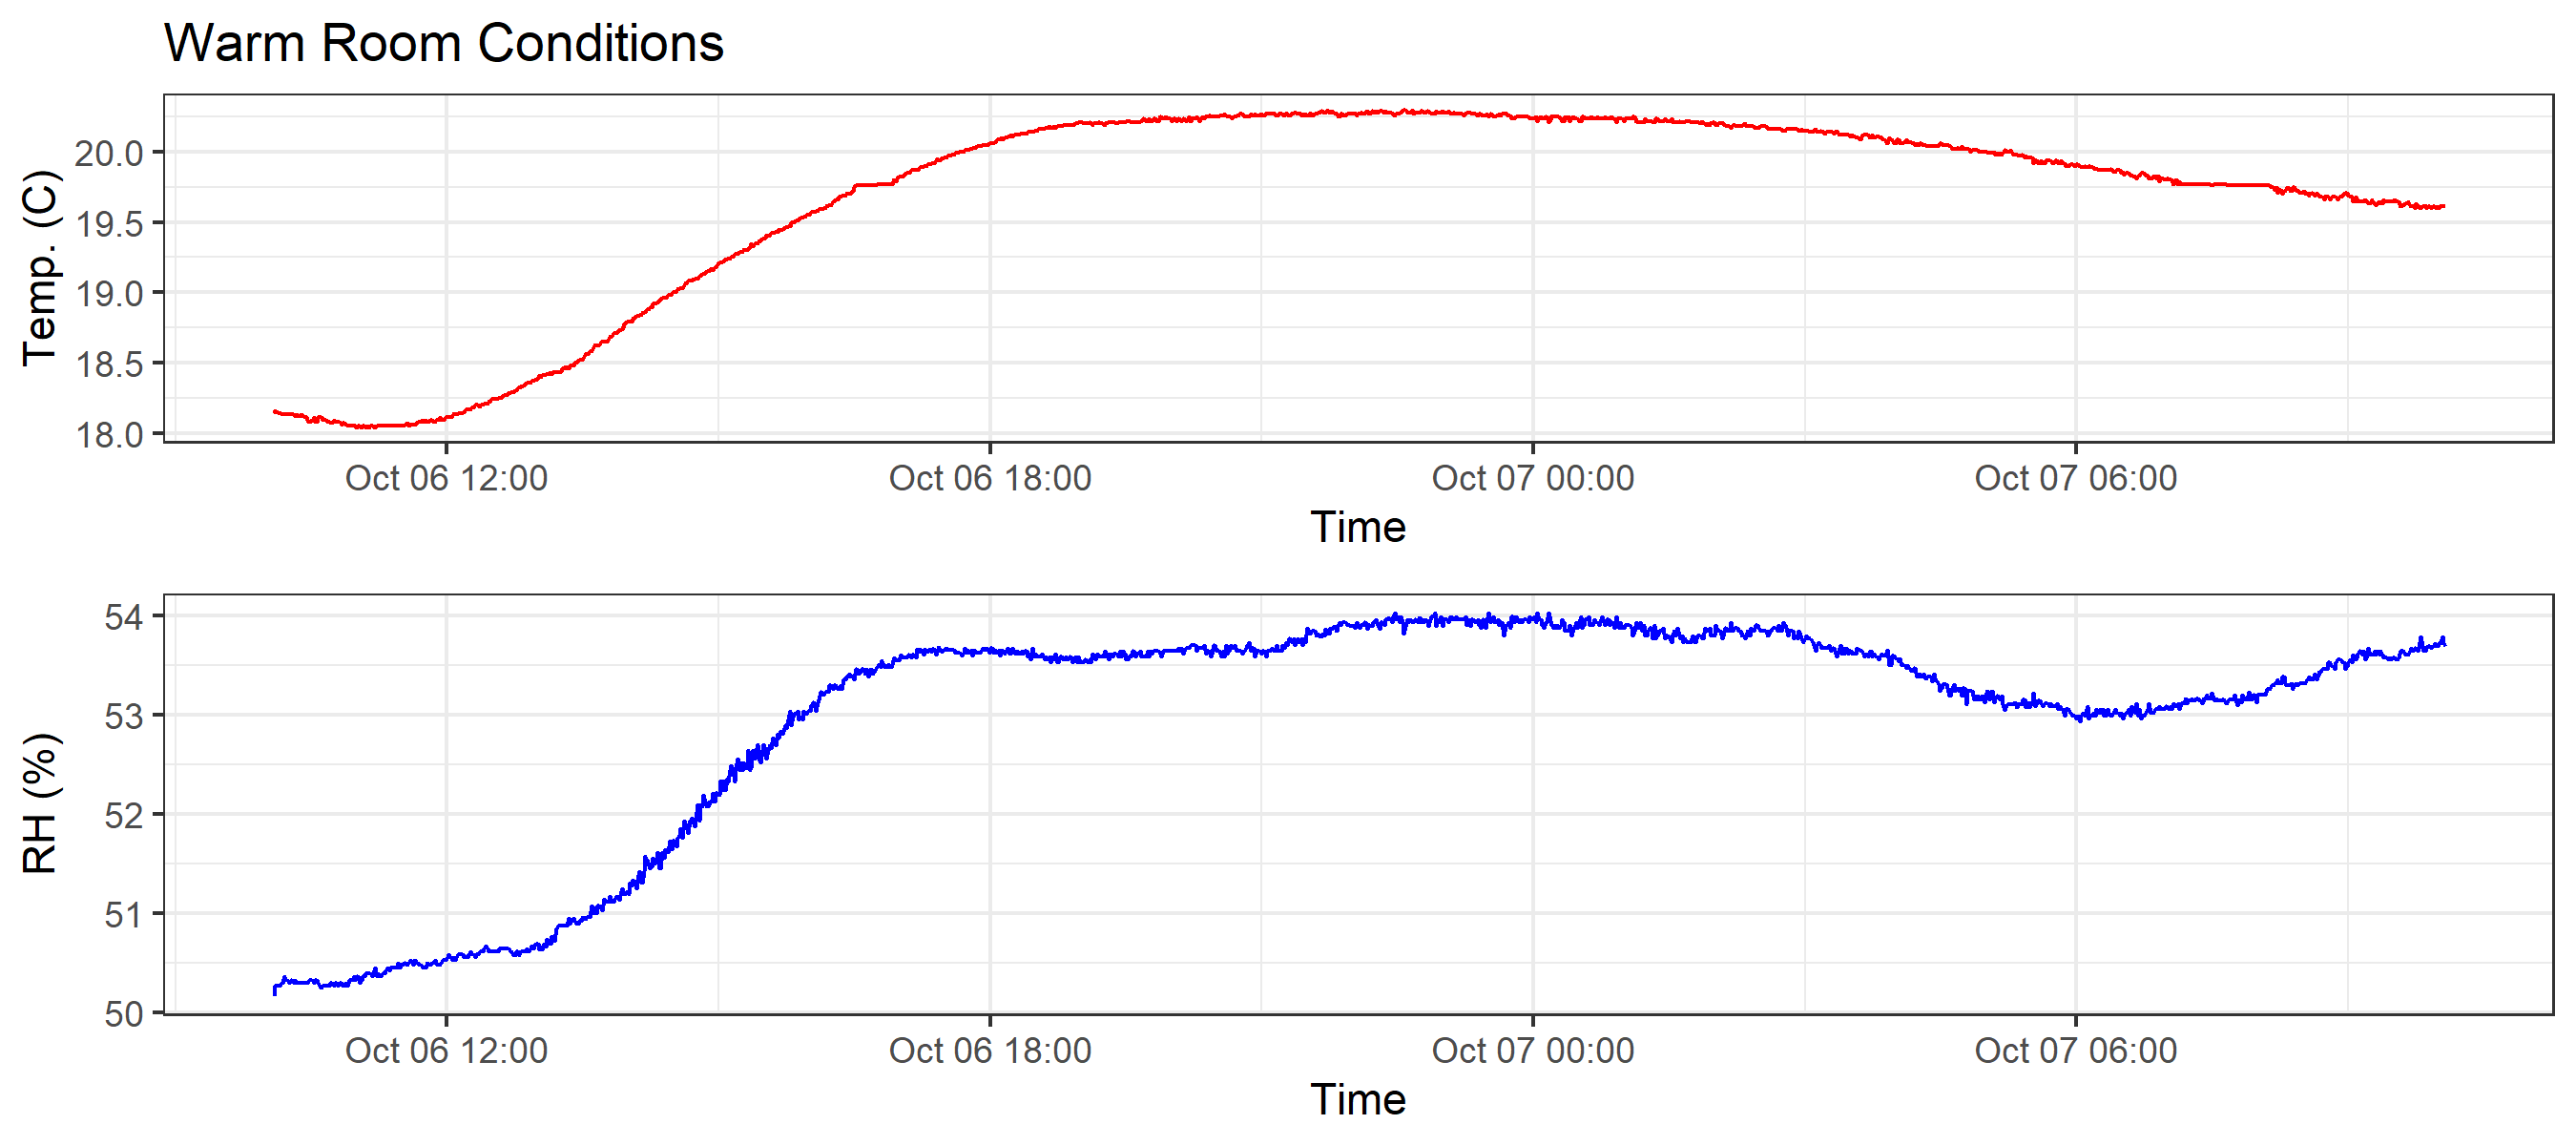 Warm Room Conditions
Temp. (C)
20.0
19.5
19.0
18.5
18.0
Oct 06 12:00 Oct 06 18:00 Oct 07 00:00 Oct 07 06:00
Time
RH (%)
54
53
52
51
50
Oct 06 12:00 Oct 06 18:00 Oct 07 00:00 Oct 07 06:00
Time